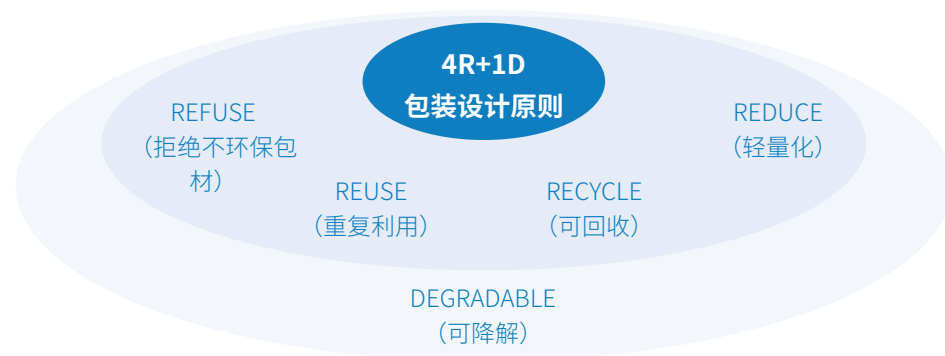 4R+1D
包装设计原则
REFUSE
（拒绝不环保包
材）
REUSE
（重复利用）
RECYCLE
（可回收）
REDUCE
（轻量化）
DEGRADABLE
（可降解）